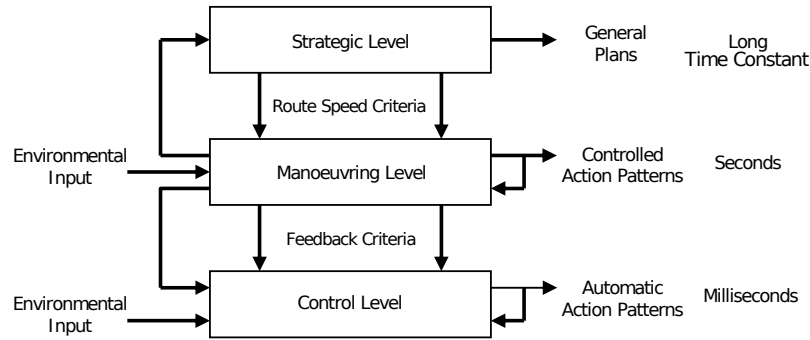 Strategic Level
General
Plans
Long
Time Constant
Route Speed Criteria
Environmental
Input
Manoeuvring Level
Controlled
Action Patterns
Seconds
Feedback Criteria
Environmental
Input
Control Level
Automatic
Action Patterns
Milliseconds